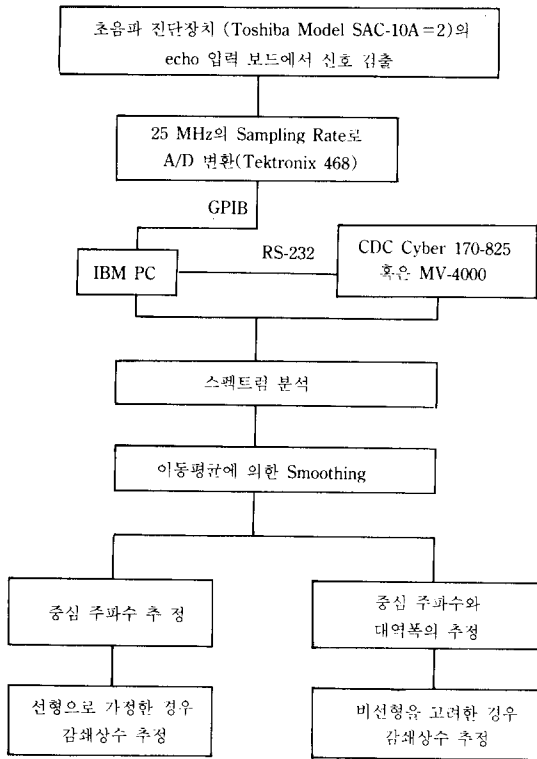 초음파 진단장치 (Toshiba Model SAC-10A=2)의
echo 입력 보드에서 신호 검출
25 MHz의 Sampling Rate로
A/D 변환(Tektronix 468)
GPIB
IBM PC
RS-232
CDC Cyber 170-825
혹은 MV-4000
스펙트럼 분석
이동평균에 의한 Smoothing
중심 주파수 추 정
중심 주파수와
대역폭의 추정
선형으로 가정한 경우
감쇄상수 추정
비선형을 고려한 경우
감쇄상수 추정